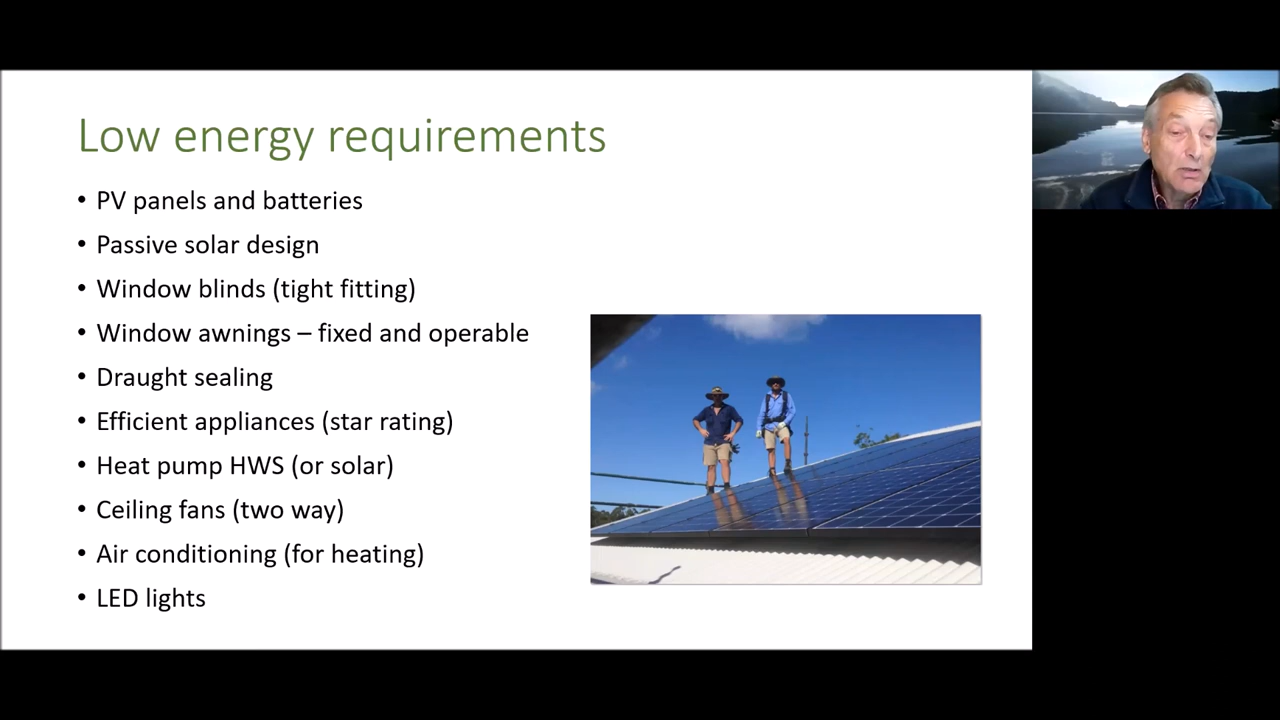 Low energy requirements
• PV panels and batteries
• Passive solar design
• Window blinds (tight fitting)
• Window awnings – fixed and operable
• Draught sealing
• Efficient appliances (star rating)
• Heat pump HWS (or solar)
• Ceiling fans (two way)
• Air conditioning (for heating)
• LED lights